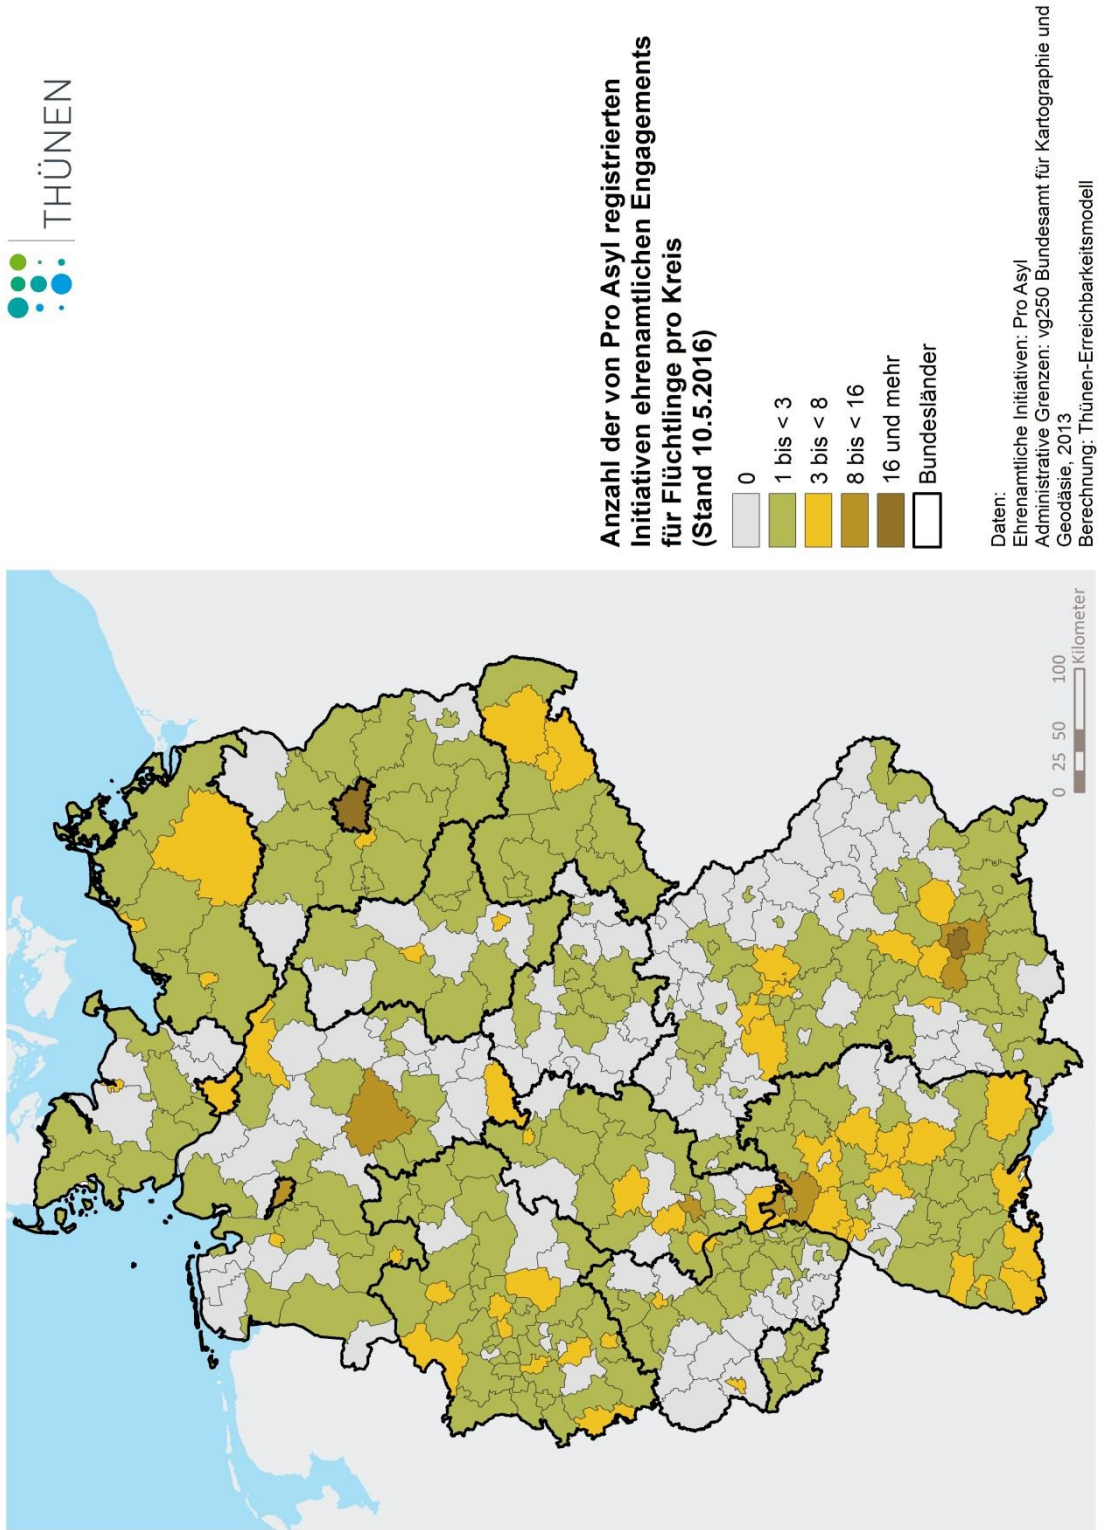 THÜNEN
Anzahl der von Pro Asyl registrierten
Initiativen ehrenamtlichen Engagements
für Flüchtlinge pro Kreis
(Stand 10.5.2016)
0
1 bis < 3
3 bis < 8
8 bis < 16
16 und mehr
Bundesländer
Daten:
Ehrenamtliche Initiativen: Pro Asyl
Administrative Grenzen: vg250 Bundesamt für Kartographie und
Geodäsie, 2013
Berechnung: Thünen-Erreichbarkeitsmodell
0 25 50 100
Kilometer